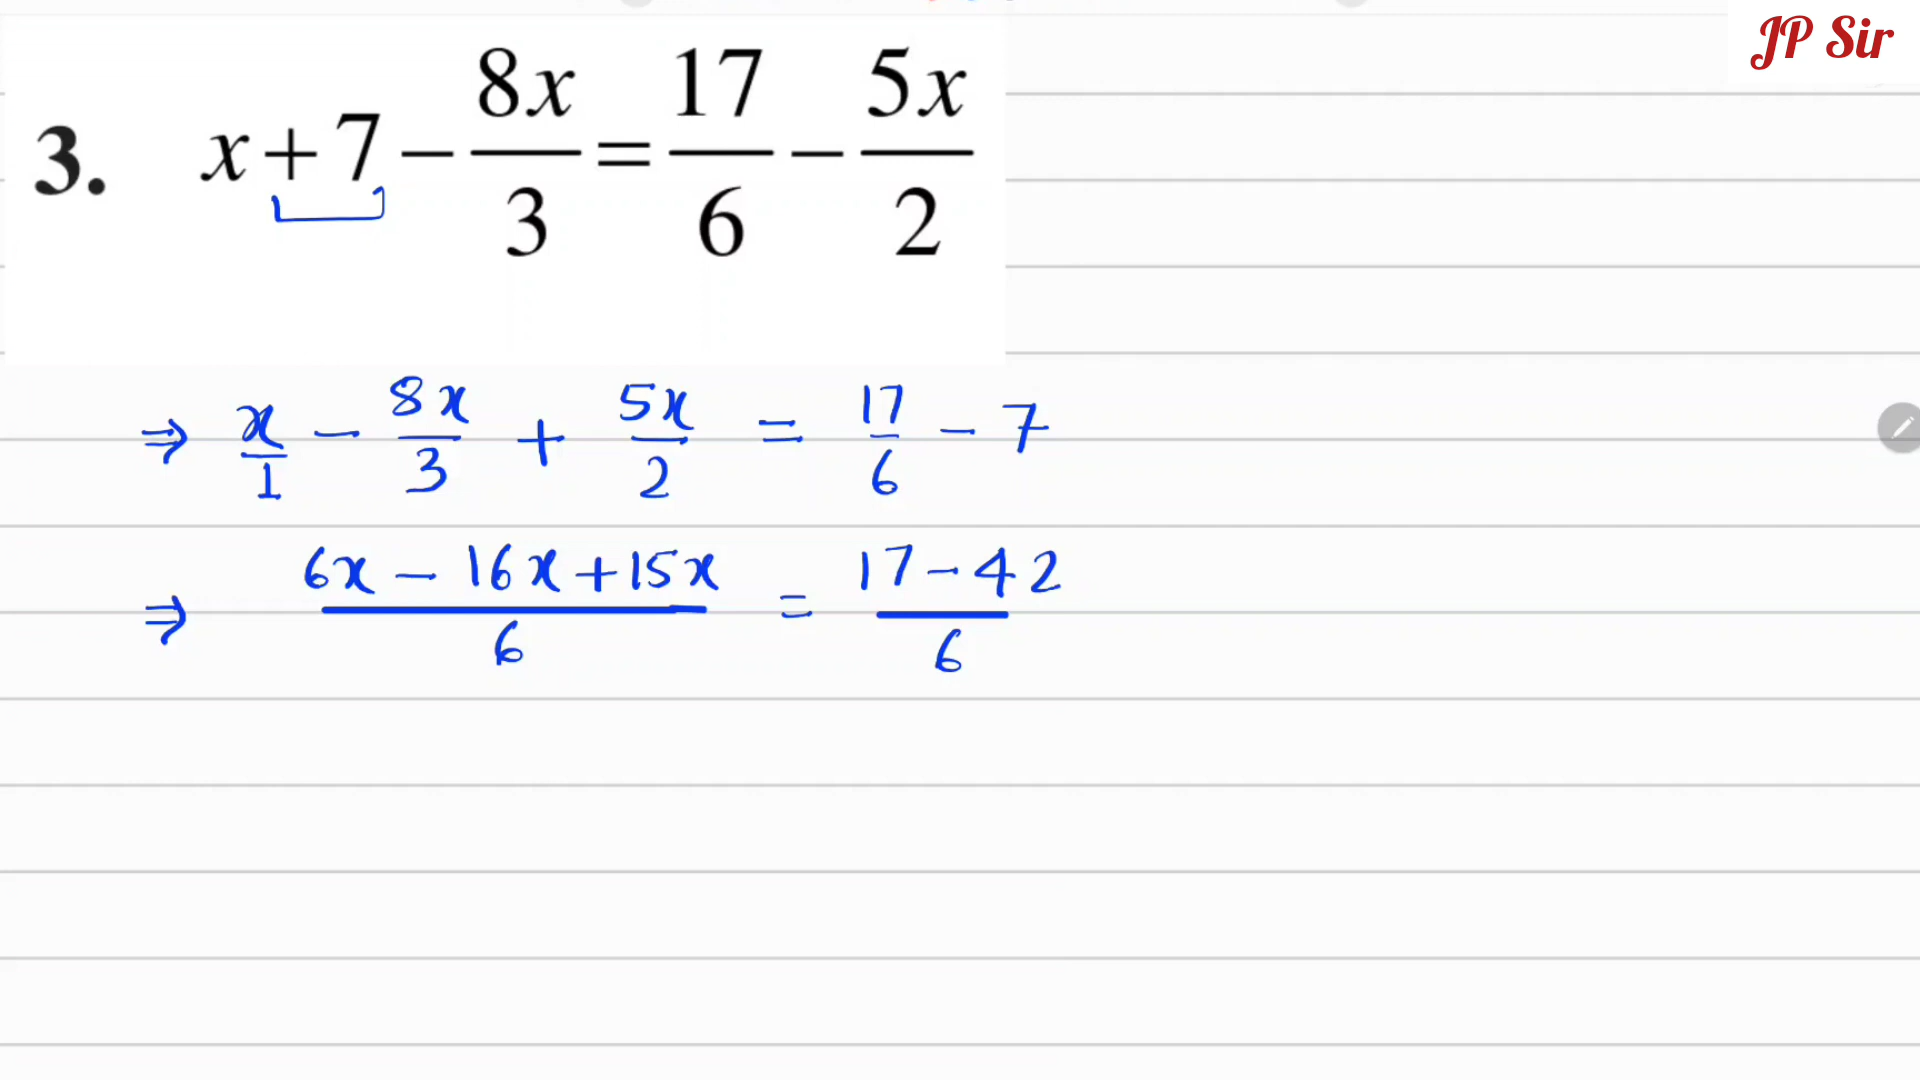 JP Sir
3. x + 7 − 8x/3 = 17/6 − 5x/2
⇒ x/1 − 8x/3 + 5x/2 = 17/6 − 7
⇒ (6x − 16x + 15x)/6 = (17 − 42)/6